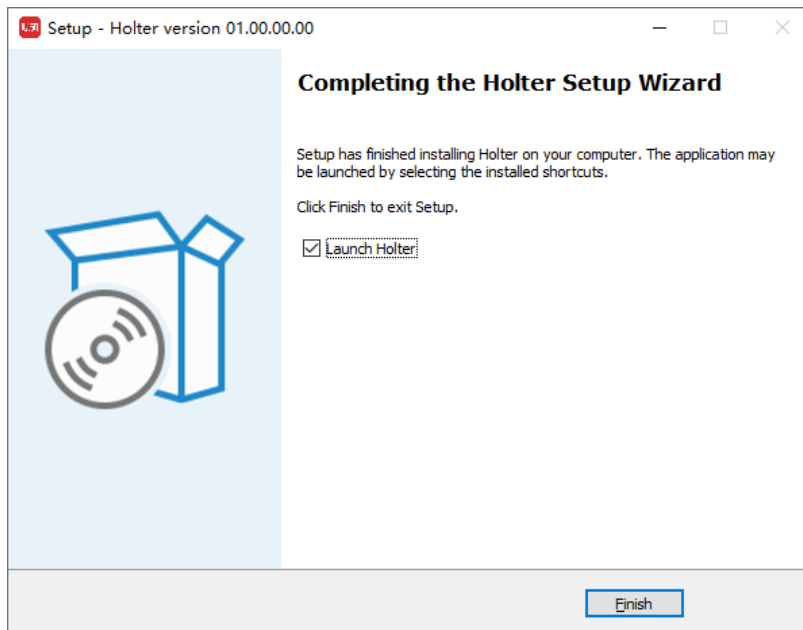 Setup - Holter version 01.00.00.00
Completing the Holter Setup Wizard
Setup has finished installing Holter on your computer. The application may
be launched by selecting the installed shortcuts.
Click Finish to exit Setup.
Launch Holter
Finish